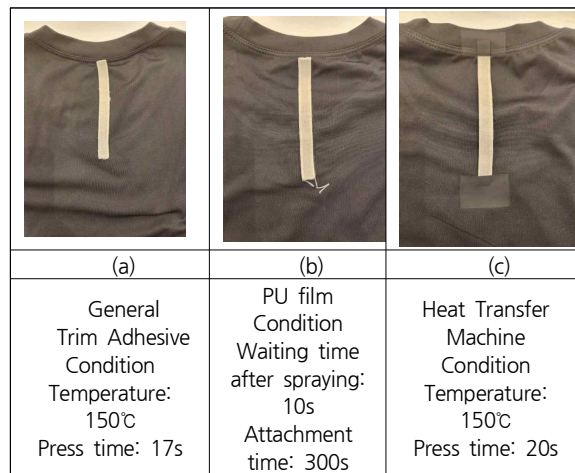 (a)
(b)
(c)
General
Trim Adhesive
Condition
Temperature:
150℃
Press time: 17s
PU film
Condition
Waiting time
after spraying:
10s
Attachment
time: 300s
Heat Transfer
Machine
Condition
Temperature:
150℃
Press time: 20s